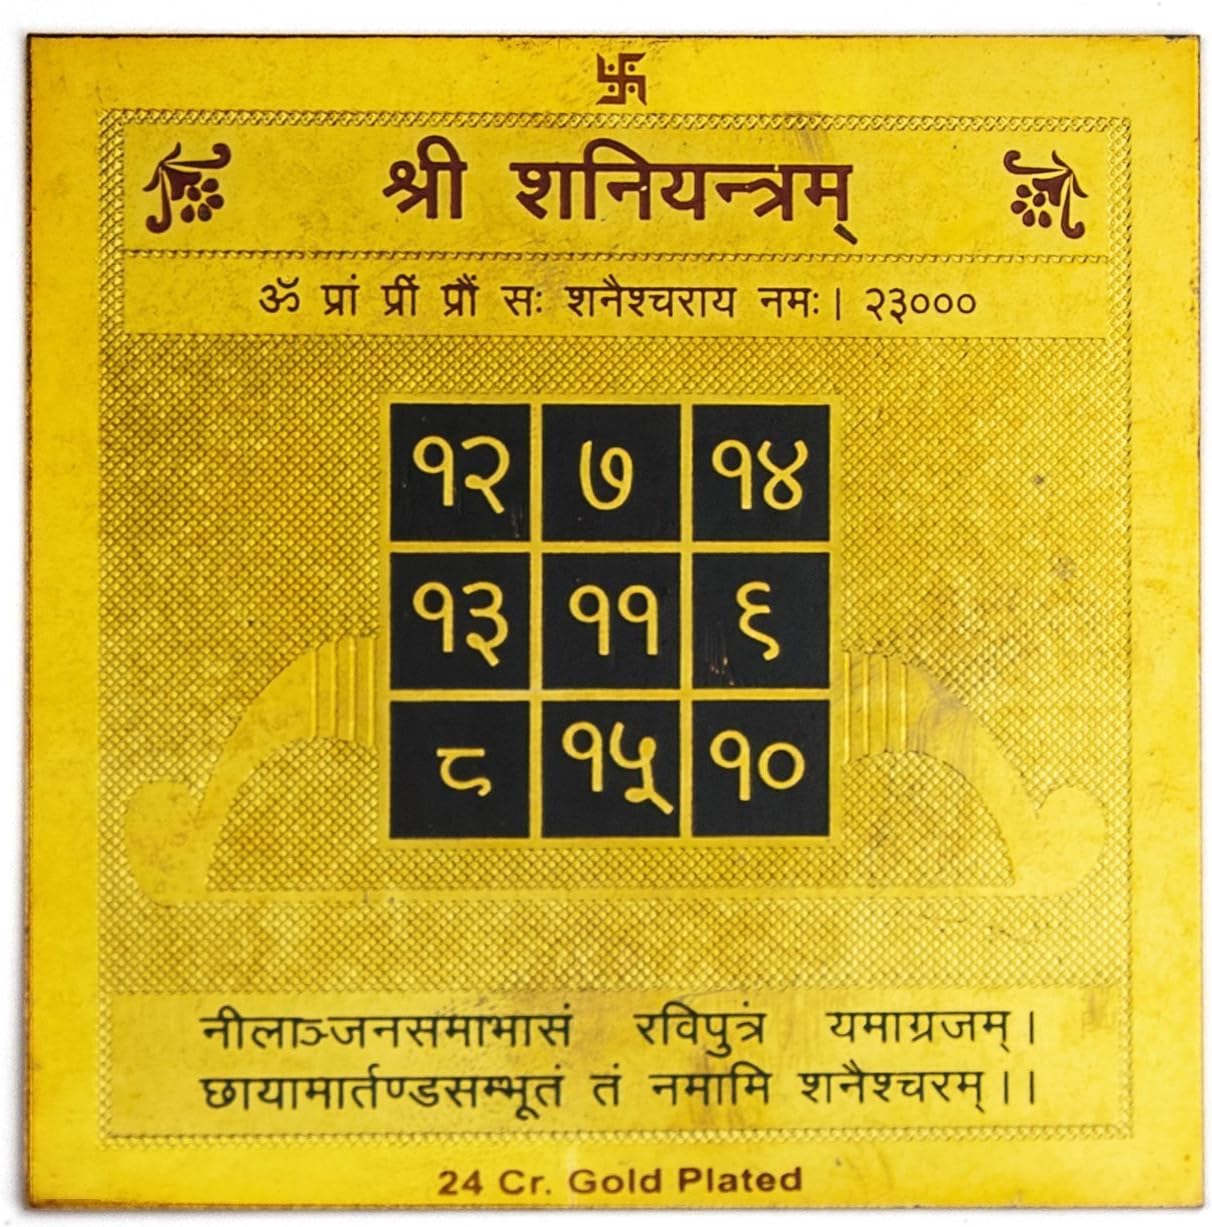 श्री शनियन्त्रम्
ॐ प्रां प्रीं प्रौं सः शनैश्चराय नमः। २३०००
१२ ७ १४
१३ ११ ६
८ १५ १०
नीलाञ्जनसमाभासं रविपुत्रं यमाग्रजम्।
छायामार्तण्डसम्भूतं तं नमामि शनैश्चरम्।।
24 Cr. Gold Plated